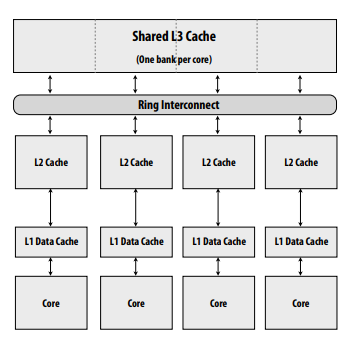 Shared L3 Cache
(One bank per core)
Ring Interconnect
L2 Cache L2 Cache L2 Cache L2 Cache
L1 Data Cache L1 Data Cache L1 Data Cache L1 Data Cache
Core Core Core Core